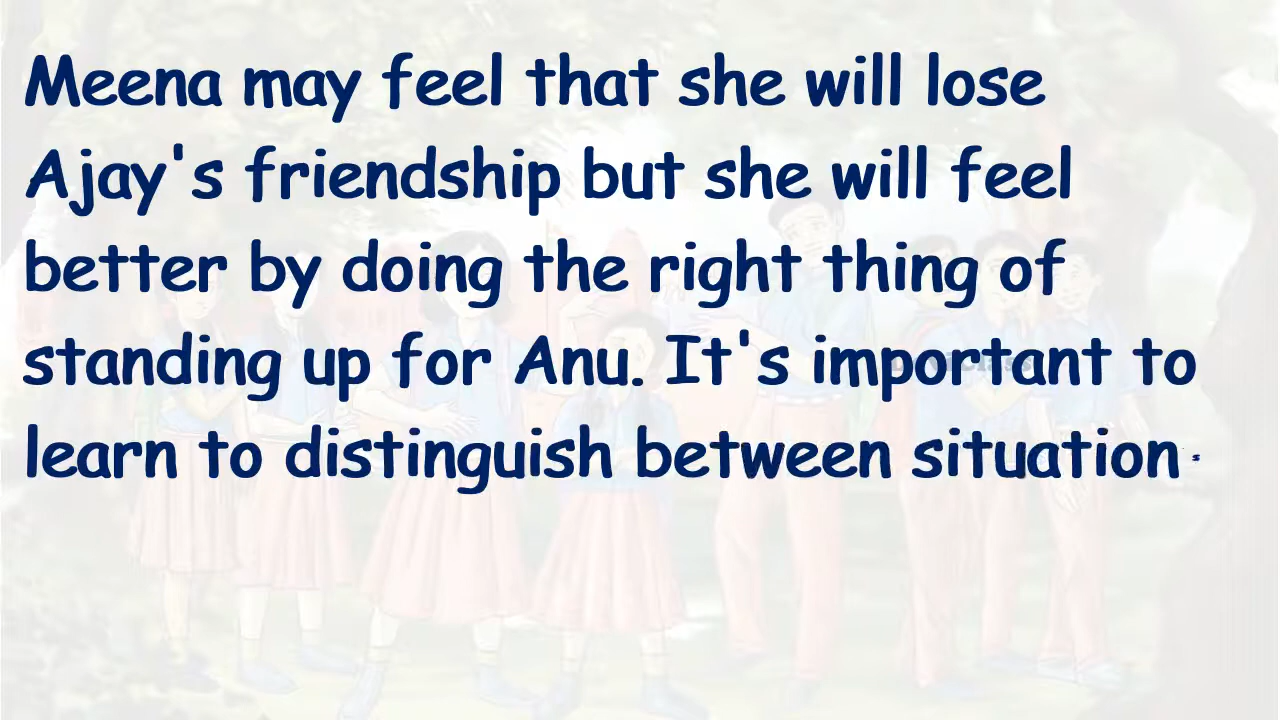 Meena may feel that she will lose
Ajay's friendship but she will feel
better by doing the right thing of
standing up for Anu. It's important to
learn to distinguish between situation